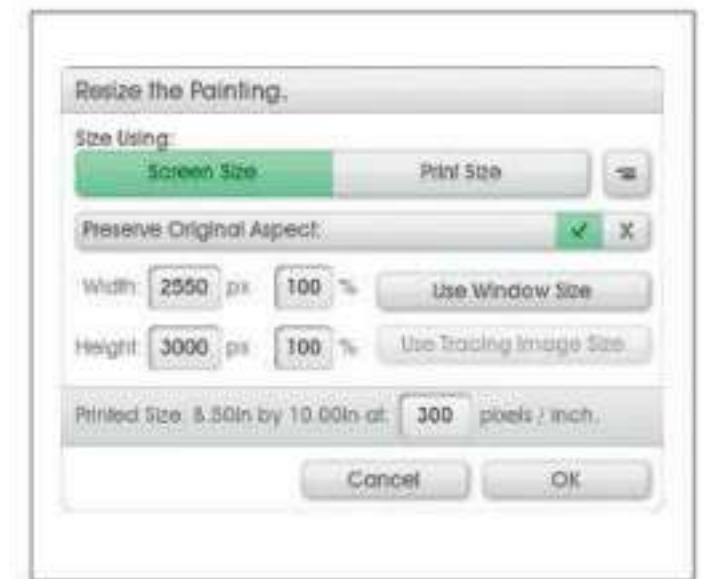 Resize the Painting.
Size Using:
Screen Size Print Size
Preserve Original Aspect: ✓ X
Width: 2550 px 100 % Use Window Size
Height: 3000 px 100 % Use Tracing Image Size
Printed Size: 8.50in by 10.00in at: 300 pixels / inch.
Cancel OK